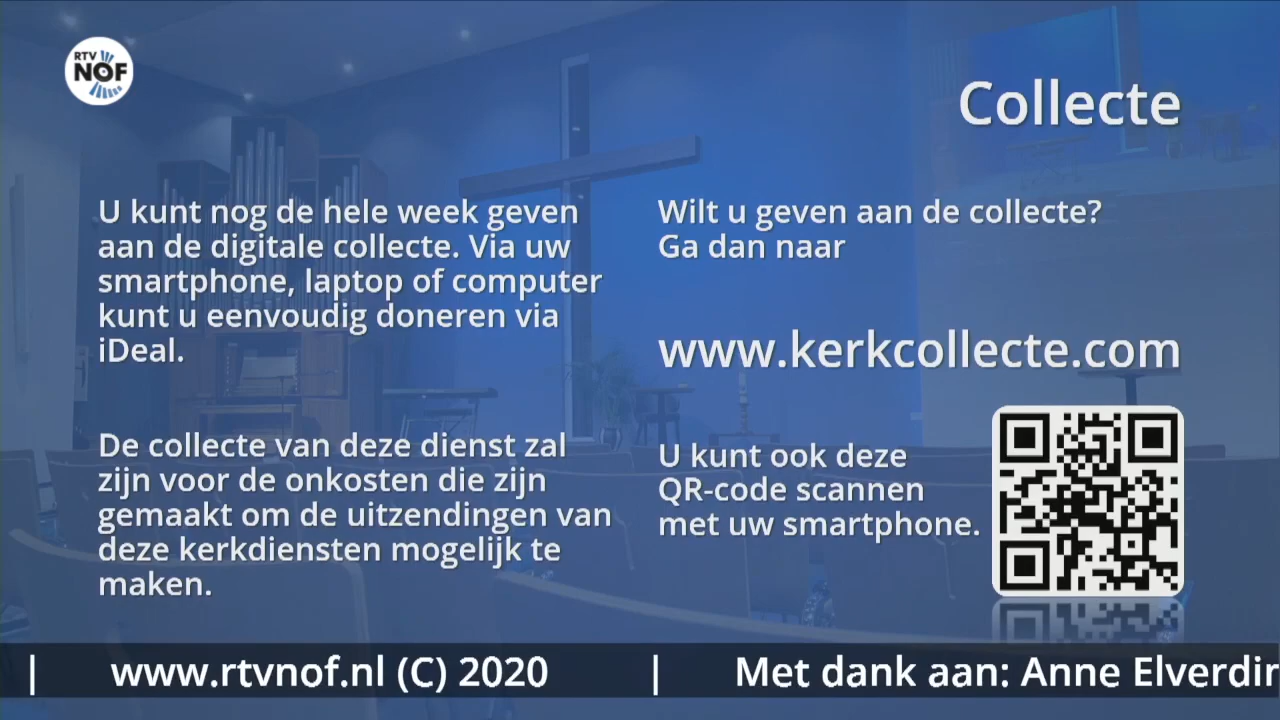 RTV
NOF
Collecte
U kunt nog de hele week geven
aan de digitale collecte. Via uw
smartphone, laptop of computer
kunt u eenvoudig doneren via
iDeal.
De collecte van deze dienst zal
zijn voor de onkosten die zijn
gemaakt om de uitzendingen van
deze kerkdiensten mogelijk te
maken.
Wilt u geven aan de collecte?
Ga dan naar
www.kerkcollecte.com
U kunt ook deze
QR-code scannen
met uw smartphone.
| www.rtvnof.nl (C) 2020 | Met dank aan: Anne